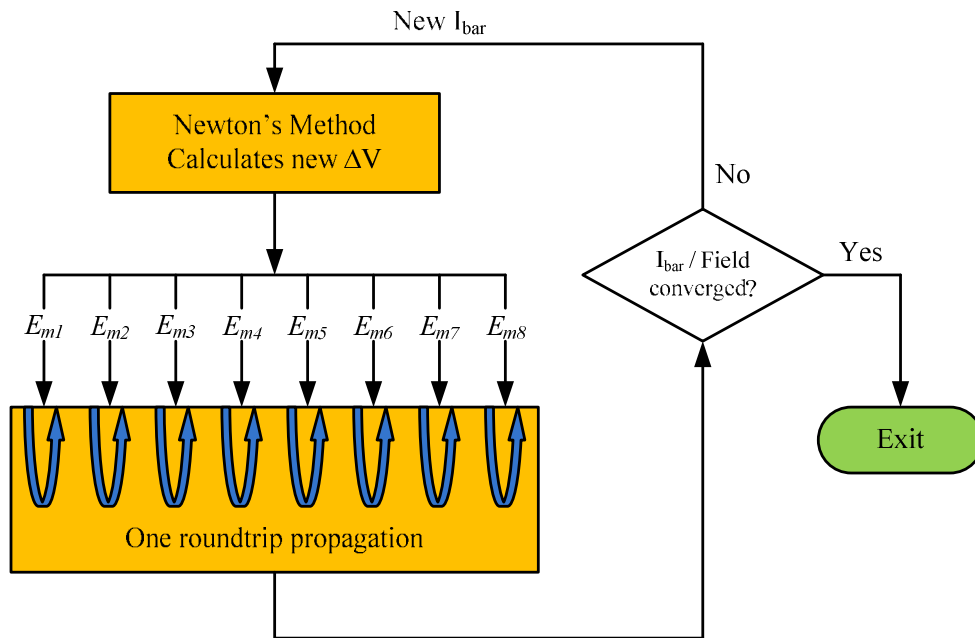 New I_bar
Newton's Method
Calculates new ΔV
No
I_bar / Field
converged?
Yes
E_m1 E_m2 E_m3 E_m4 E_m5 E_m6 E_m7 E_m8
Exit
One roundtrip propagation